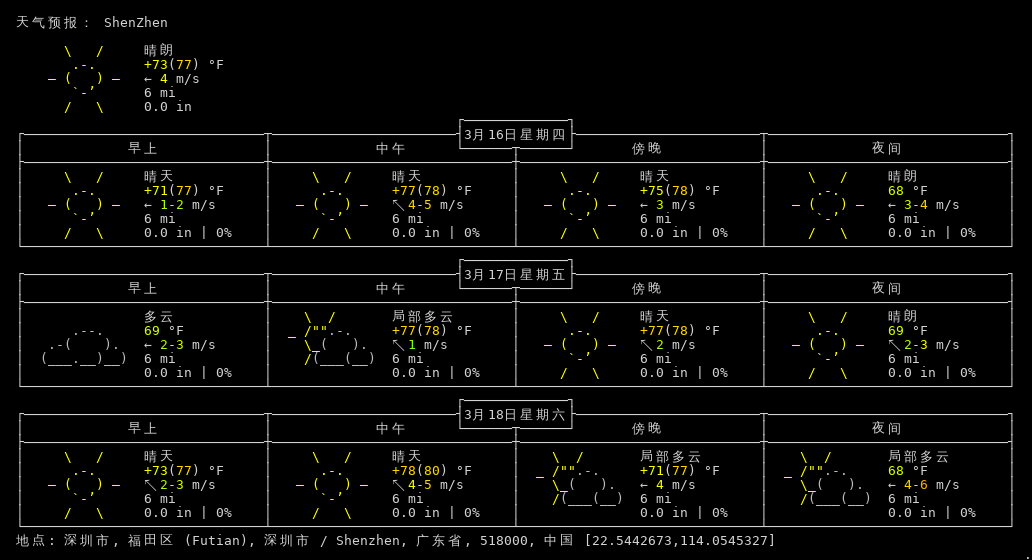 天气预报： ShenZhen
晴朗
+73(77) °F
← 4 m/s
6 mi
0.0 in
3月16日星期四
早上 中午 傍晚 夜间
晴天 晴天 晴天 晴朗
+71(77) °F +77(78) °F +75(78) °F 68 °F
← 1-2 m/s ↖ 4-5 m/s ← 3 m/s ← 3-4 m/s
6 mi 6 mi 6 mi 6 mi
0.0 in | 0% 0.0 in | 0% 0.0 in | 0% 0.0 in | 0%
3月17日星期五
早上 中午 傍晚 夜间
多云 局部多云 晴天 晴朗
69 °F +77(78) °F +77(78) °F 69 °F
← 2-3 m/s ↖ 1 m/s ↖ 2 m/s ↖ 2-3 m/s
6 mi 6 mi 6 mi 6 mi
0.0 in | 0% 0.0 in | 0% 0.0 in | 0% 0.0 in | 0%
3月18日星期六
早上 中午 傍晚 夜间
晴天 晴天 局部多云 局部多云
+73(77) °F +78(80) °F +71(77) °F 68 °F
↖ 2-3 m/s ↖ 4-5 m/s ← 4 m/s ← 4-6 m/s
6 mi 6 mi 6 mi 6 mi
0.0 in | 0% 0.0 in | 0% 0.0 in | 0% 0.0 in | 0%
地点: 深圳市, 福田区 (Futian), 深圳市 / Shenzhen, 广东省, 518000, 中国 [22.5442673,114.0545327]